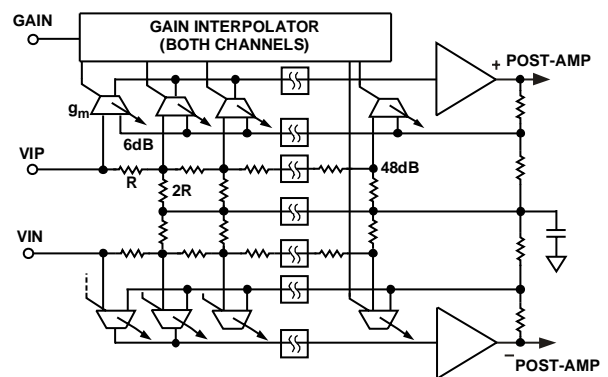 GAIN
GAIN INTERPOLATOR
(BOTH CHANNELS)
+ POST-AMP
gm
6dB
VIP
R
2R
48dB
VIN
– POST-AMP